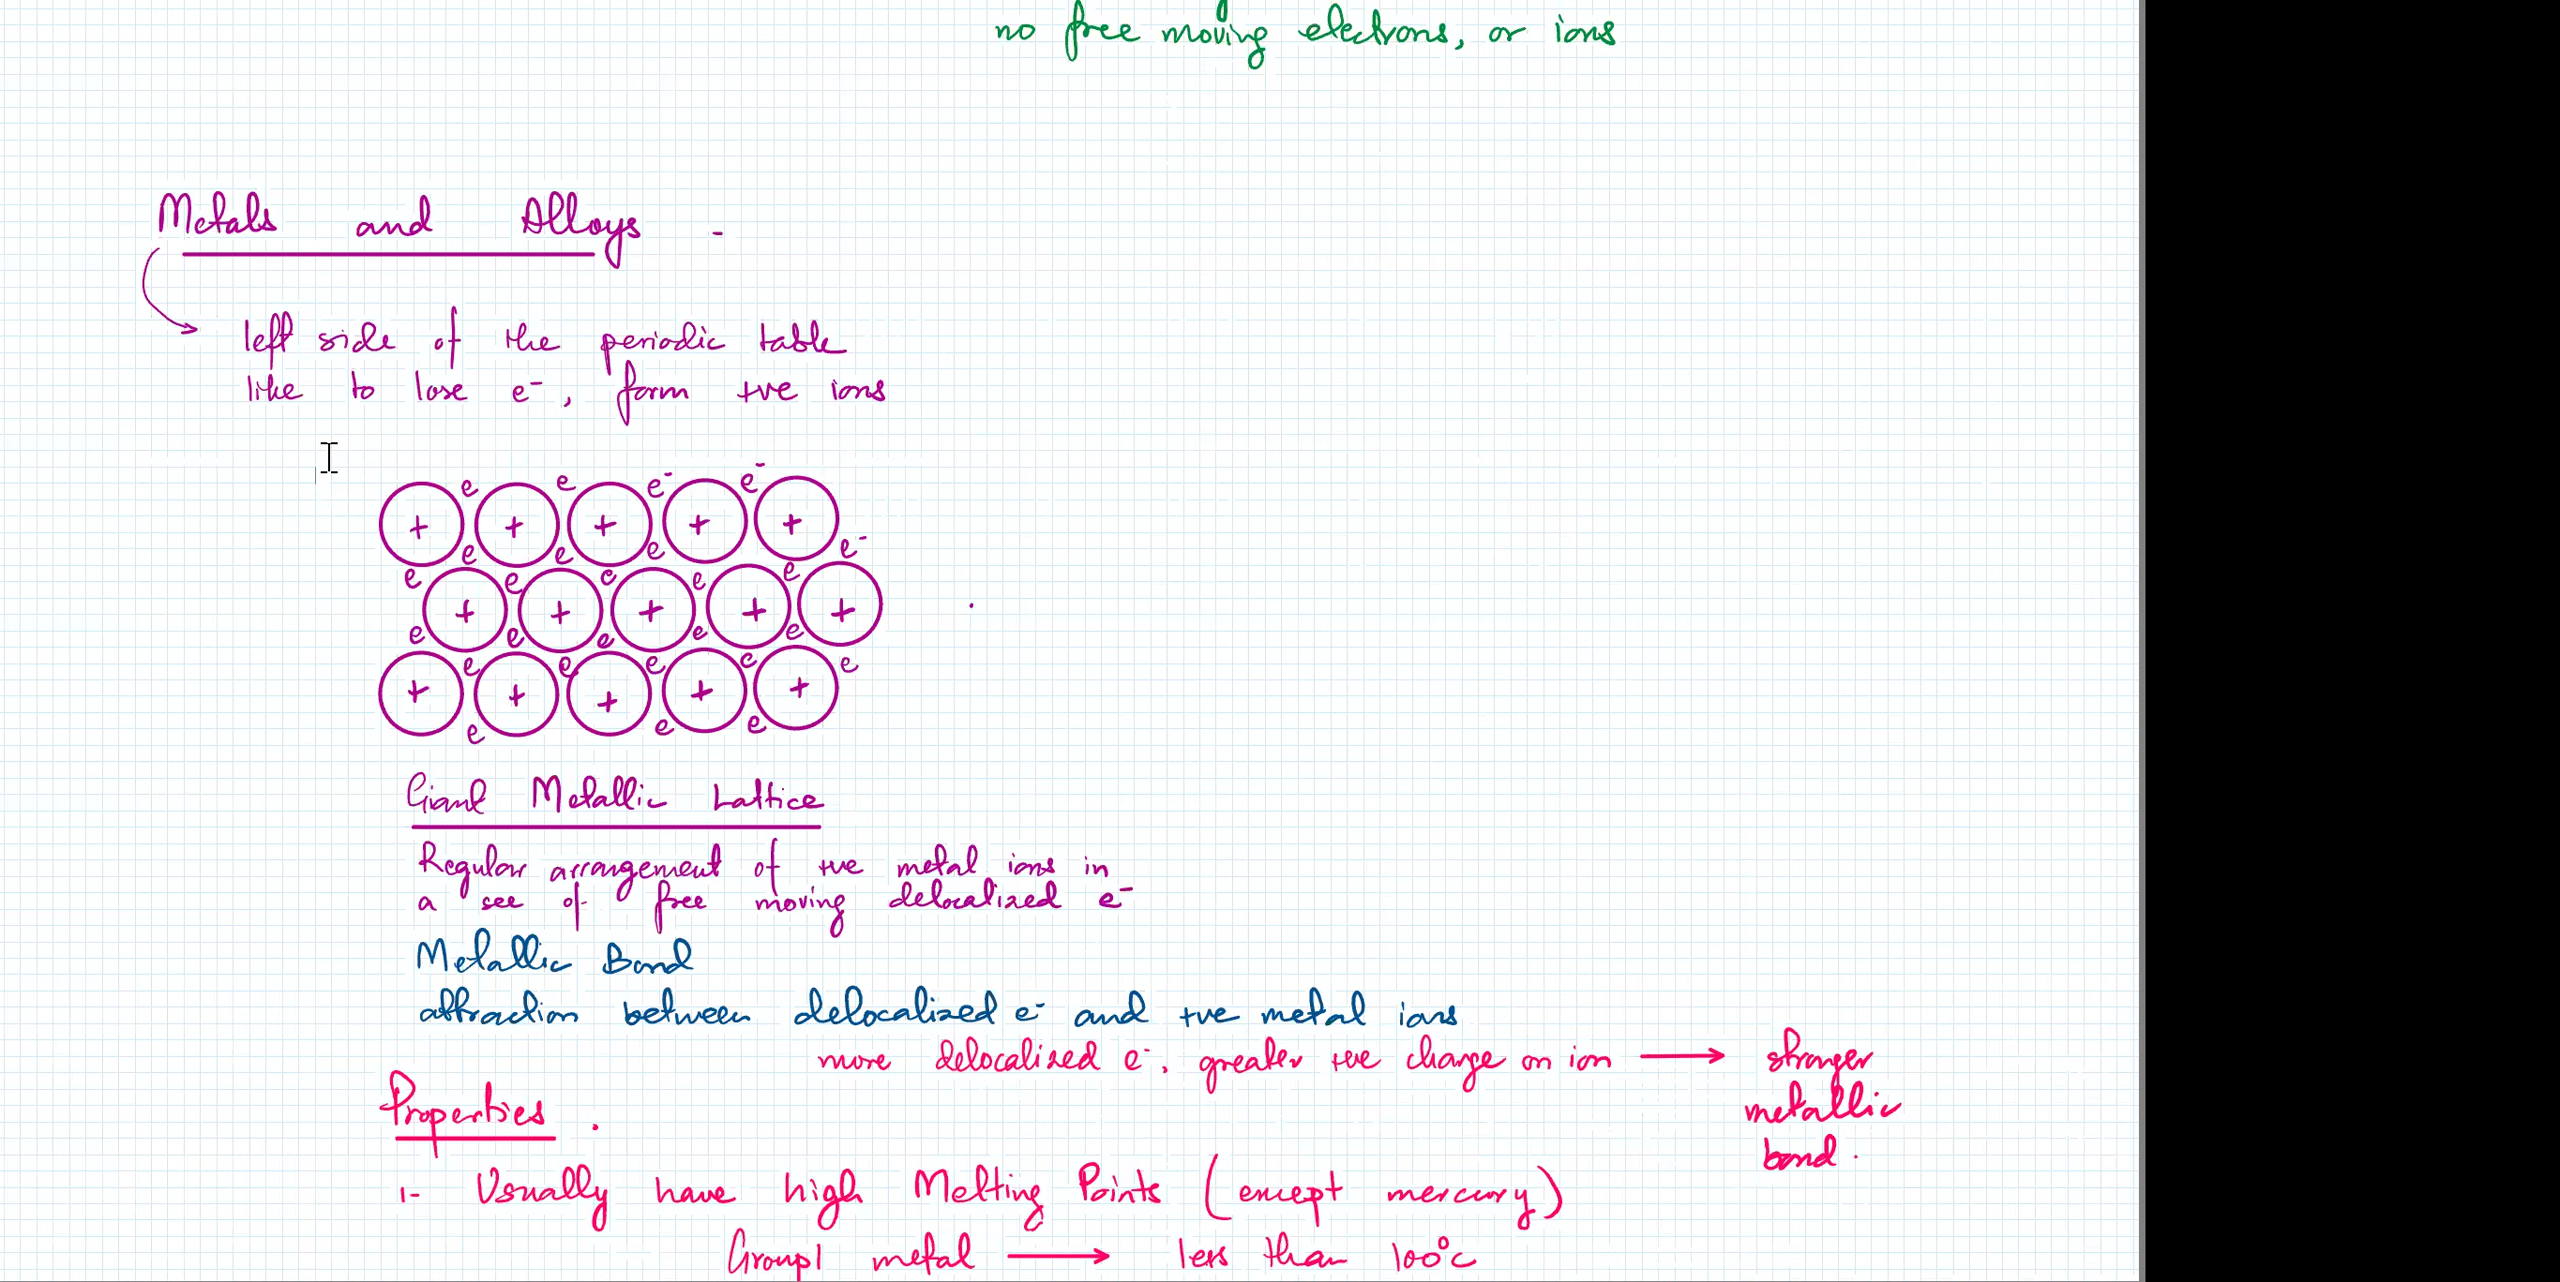 no free moving electrons, or ions
Metals and Alloys -
left side of the periodic table
like to lose e⁻, form +ve ions
e e e⁻ e⁻
+ + + + +
e e e e⁻
e e e e e
+ + + + +
e e e e e
e e e e e
+ + + + +
e e e
Giant Metallic Lattice
Regular arrangement of +ve metal ions in
a see of free moving delocalized e⁻
Metallic Bond
attraction between delocalized e⁻ and +ve metal ions
more delocalized e⁻, greater +ve charge on ion → stronger
metallic
bond.
Properties .
1- Usually have high Melting Points (except mercury)
Group1 metal → less than 100°C